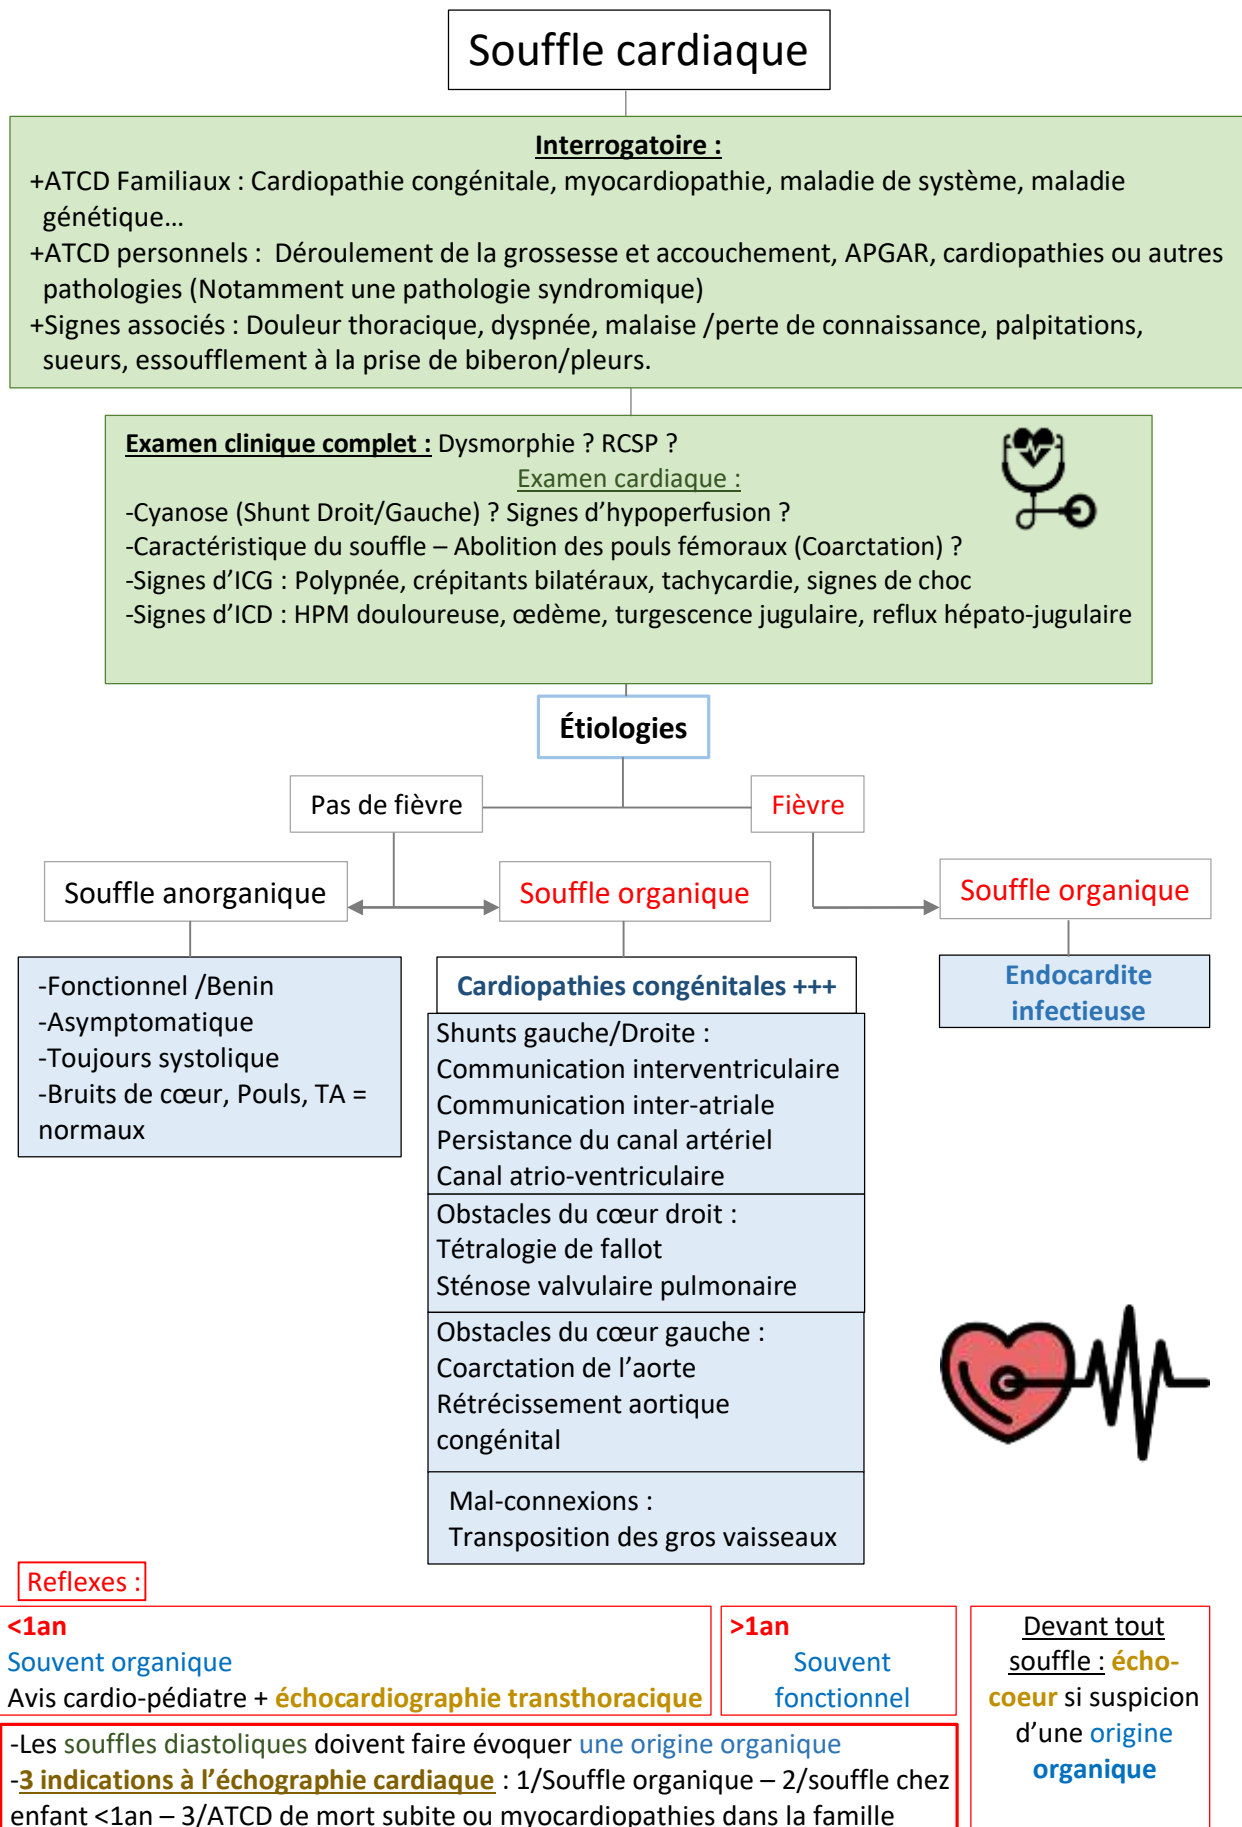 Souffle cardiaque
Interrogatoire :
+ATCD Familiaux : Cardiopathie congénitale, myocardiopathie, maladie de système, maladie
génétique…
+ATCD personnels : Déroulement de la grossesse et accouchement, APGAR, cardiopathies ou autres
pathologies (Notamment une pathologie syndromique)
+Signes associés : Douleur thoracique, dyspnée, malaise /perte de connaissance, palpitations,
sueurs, essoufflement à la prise de biberon/pleurs.
Examen clinique complet : Dysmorphie ? RCSP ?
Examen cardiaque :
-Cyanose (Shunt Droit/Gauche) ? Signes d’hypoperfusion ?
-Caractéristique du souffle – Abolition des pouls fémoraux (Coarctation) ?
-Signes d’ICG : Polypnée, crépitants bilatéraux, tachycardie, signes de choc
-Signes d’ICD : HPM douloureuse, œdème, turgescence jugulaire, reflux hépato-jugulaire
Étiologies
Pas de fièvre
Fièvre
Souffle anorganique
Souffle organique
Souffle organique
-Fonctionnel /Benin
-Asymptomatique
-Toujours systolique
-Bruits de cœur, Pouls, TA =
normaux
Cardiopathies congénitales +++
Shunts gauche/Droite :
Communication interventriculaire
Communication inter-atriale
Persistance du canal artériel
Canal atrio-ventriculaire
Obstacles du cœur droit :
Tétralogie de fallot
Sténose valvulaire pulmonaire
Obstacles du cœur gauche :
Coarctation de l’aorte
Rétrécissement aortique
congénital
Mal-connexions :
Transposition des gros vaisseaux
Endocardite
infectieuse
Reflexes :
<1an
Souvent organique
Avis cardio-pédiatre + échocardiographie transthoracique
>1an
Souvent
fonctionnel
Devant tout
souffle : écho-
coeur si suspicion
d’une origine
organique
-Les souffles diastoliques doivent faire évoquer une origine organique
-3 indications à l’échographie cardiaque : 1/Souffle organique – 2/souffle chez
enfant <1an – 3/ATCD de mort subite ou myocardiopathies dans la famille